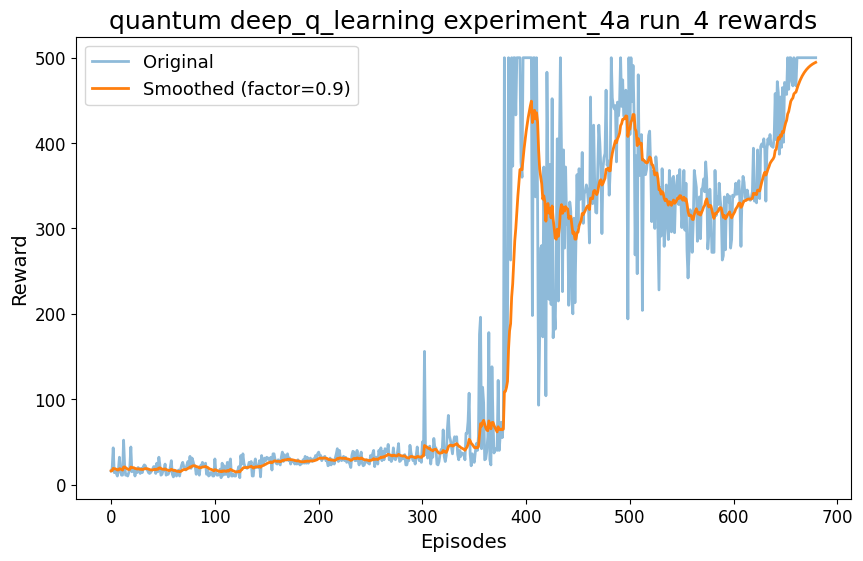 quantum deep_q_learning experiment_4a run_4 rewards
Original
Smoothed (factor=0.9)
500
400
300
200
100
0
Reward
0 100 200 300 400 500 600 700
Episodes